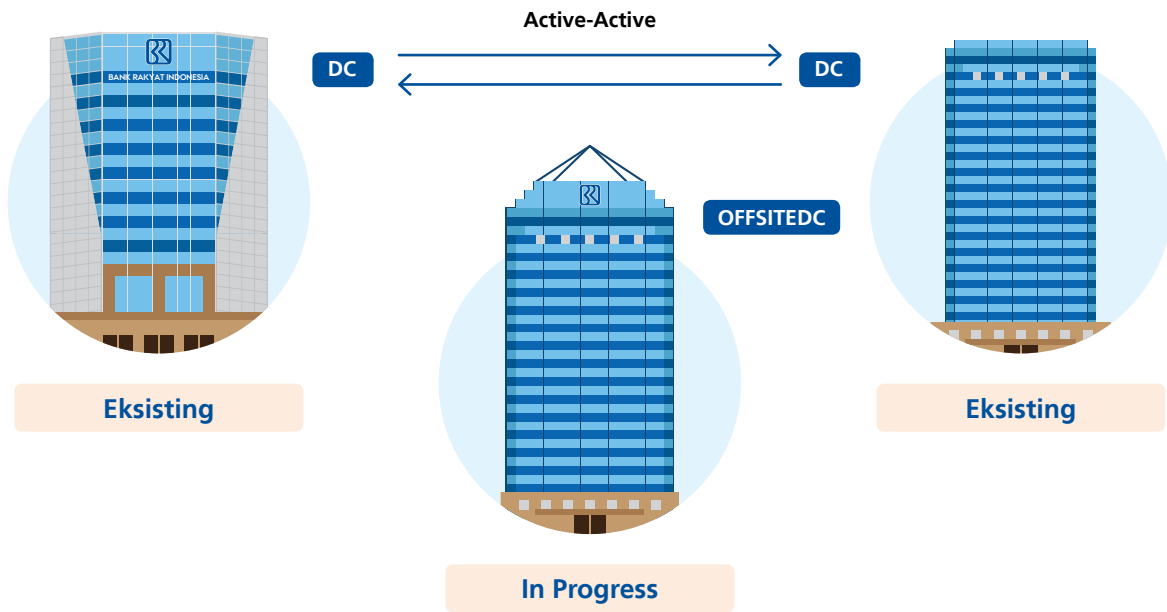 Active-Active
DC
DC
BANK RAKYAT INDONESIA
OFFSITEDC
Eksisting
Eksisting
In Progress